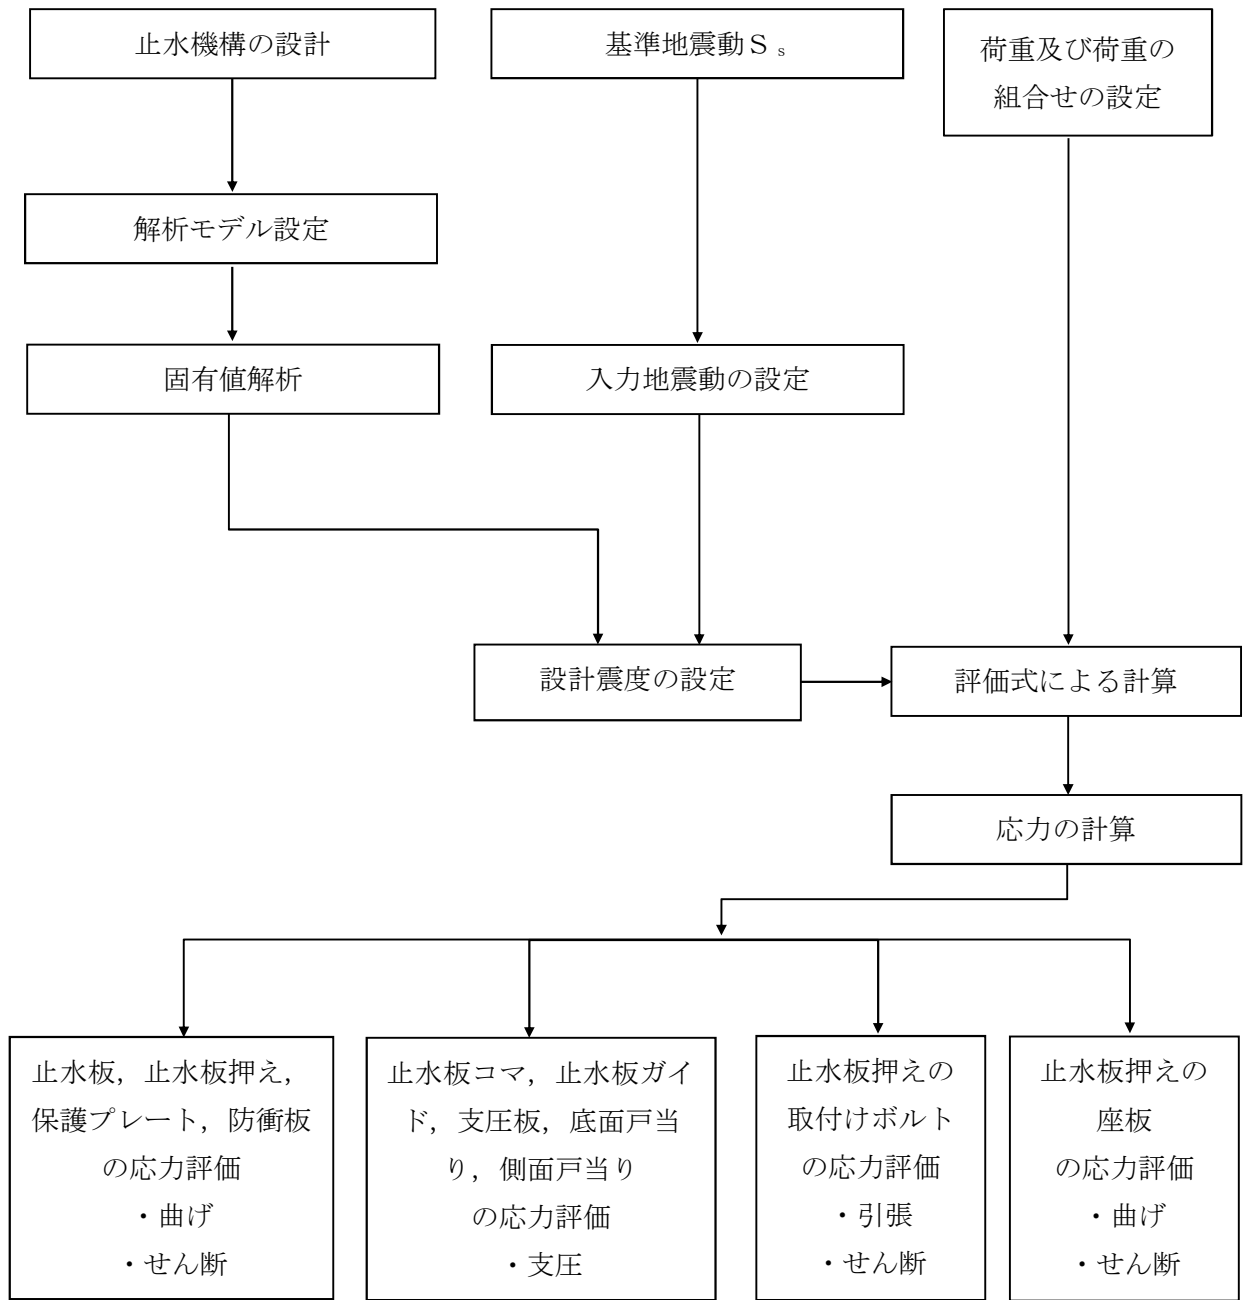 止水機構の設計
基準地震動Ｓｓ
荷重及び荷重の
組合せの設定
解析モデル設定
固有値解析
入力地震動の設定
設計震度の設定
評価式による計算
応力の計算
止水板，止水板押え，
保護プレート，防衝板
の応力評価
・曲げ
・せん断
止水板コマ，止水板ガイ
ド，支圧板，底面戸当
り，側面戸当り
の応力評価
・支圧
止水板押えの
取付けボルト
の応力評価
・引張
・せん断
止水板押えの
座板
の応力評価
・曲げ
・せん断